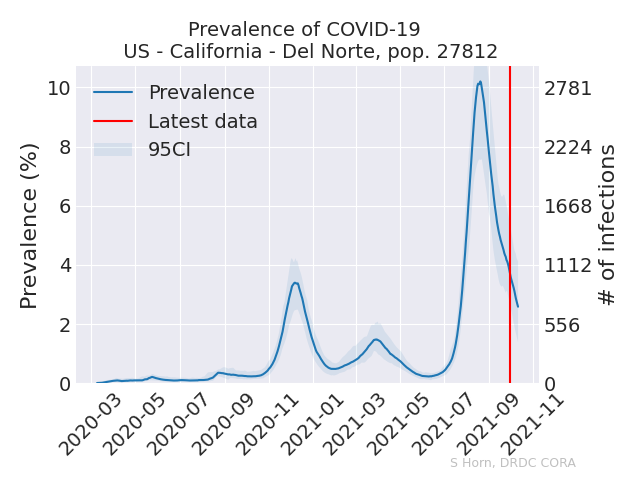 Prevalence of COVID-19
US - California - Del Norte, pop. 27812
Prevalence
Latest data
95CI
Prevalence (%)
10
8
6
4
2
0
2781
2224
1668
1112
556
0
# of infections
2020-03
2020-05
2020-07
2020-09
2020-11
2021-01
2021-03
2021-05
2021-07
2021-09
2021-11
S Horn, DRDC CORA